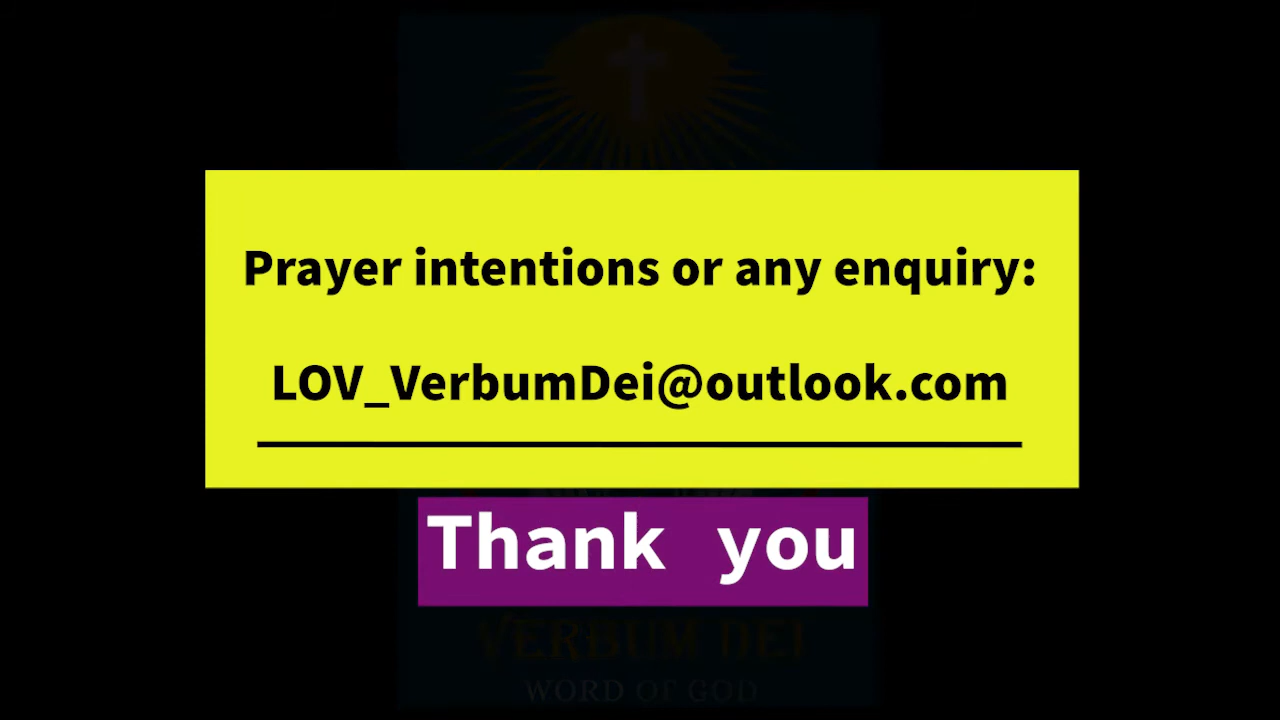 Prayer intentions or any enquiry:
LOV_VerbumDei@outlook.com
Thank you
VERBUM DEI
WORD OF GOD